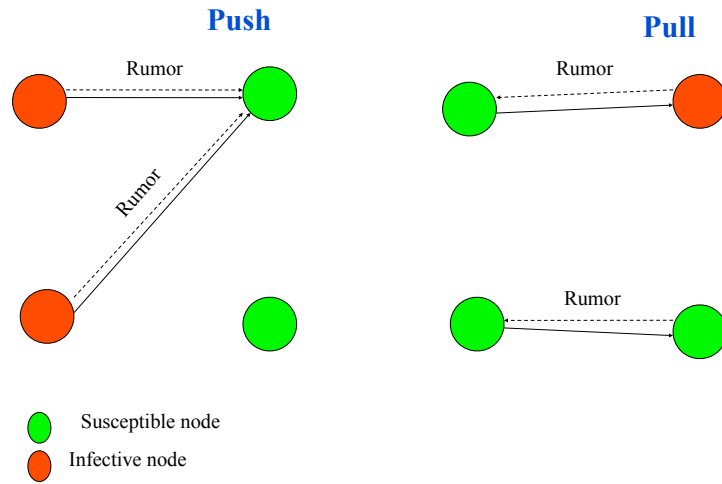 Push
Pull
Rumor
Rumor
Rumor
Rumor
Susceptible node
Infective node